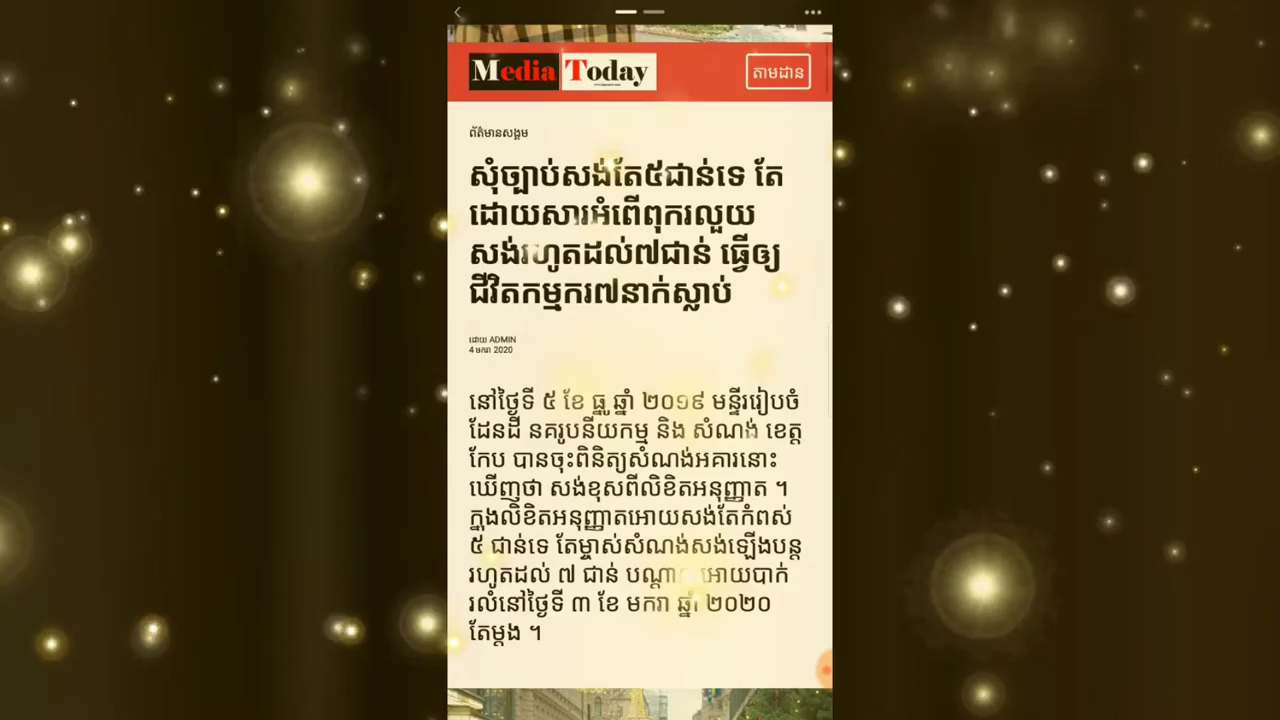 Media Today
តាមដាន
ព័ត៌មានសង្គម
សុំច្បាប់សង់តែ៥ជាន់ទេ តែ
ដោយសារអំពើពុករលួយ
សង់រហូតដល់៧ជាន់ ធ្វើឲ្យ
ជីវិតកម្មករ៧នាក់ស្លាប់
ដោយ ADMIN
4 មករា 2020
នៅថ្ងៃទី ៥ ខែ ធ្នូ ឆ្នាំ ២០១៩ មន្ទីររៀបចំ
ដែនដី នគរូបនីយកម្ម និង សំណង់ ខេត្ត
កែប បានចុះពិនិត្យសំណង់អគារនោះ
ឃើញថា សង់ខុសពីលិខិតអនុញ្ញាត ។
ក្នុងលិខិតអនុញ្ញាតអោយសង់តែកំពស់
៥ ជាន់ទេ តែម្ចាស់សំណង់សង់ឡើងបន្ត
រហូតដល់ ៧ ជាន់ បណ្តាលអោយបាក់
រលំនៅថ្ងៃទី ៣ ខែ មករា ឆ្នាំ ២០២០
តែម្តង ។